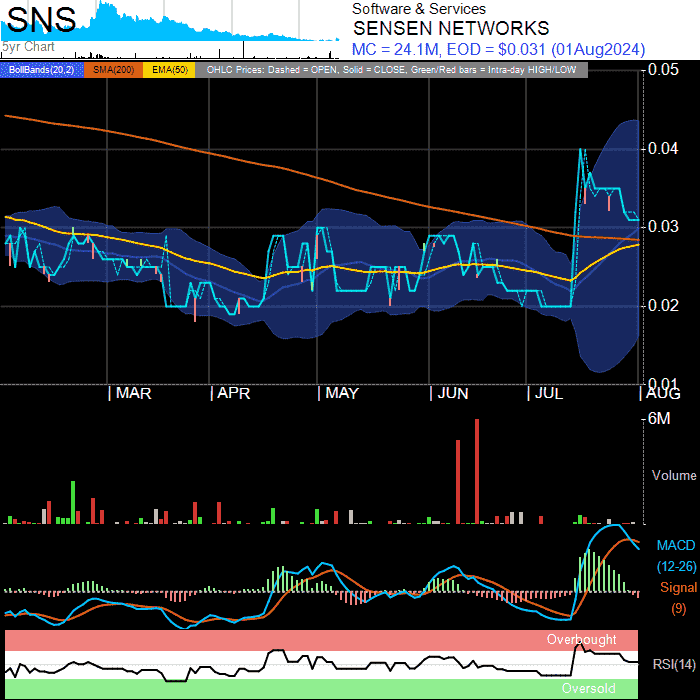 SNS
5yr Chart
Software & Services
SENSEN NETWORKS
MC = 24.1M, EOD = $0.031 (01Aug2024)
BollBands(20,2) SMA(200) EMA(50) OHLC Prices: Dashed = OPEN, Solid = CLOSE, Green/Red bars = Intra-day HIGH/LOW
0.05
0.04
0.03
0.02
0.01
MAR APR MAY JUN JUL AUG
6M
Volume
MACD
(12-26)
Signal
(9)
Overbought
RSI(14)
Oversold